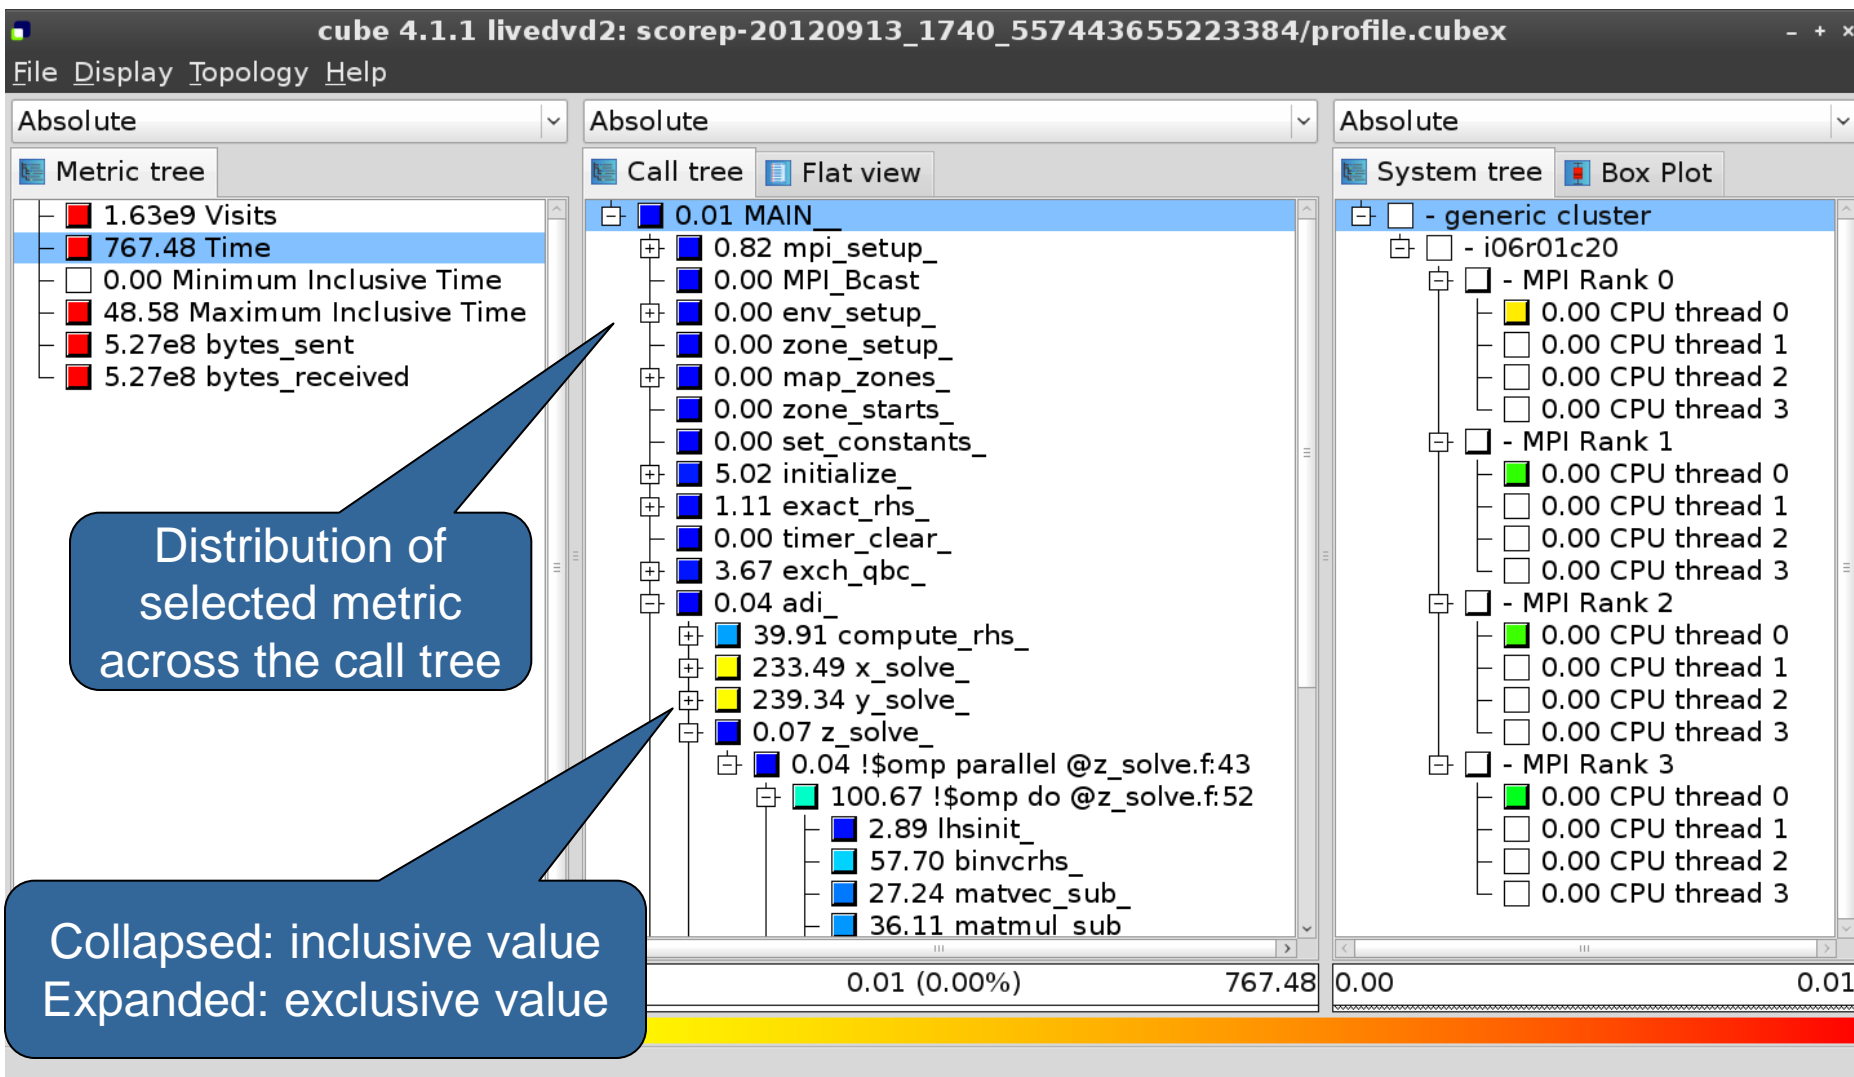 cube 4.1.1 livedvd2: scorep-20120913_1740_557443655223384/profile.cubex
File Display Topology Help
Absolute
Metric tree
1.63e9 Visits
767.48 Time
0.00 Minimum Inclusive Time
48.58 Maximum Inclusive Time
5.27e8 bytes_sent
5.27e8 bytes_received
Distribution of
selected metric
across the call tree
Collapsed: inclusive value
Expanded: exclusive value
Absolute
Call tree Flat view
0.01 MAIN__
0.82 mpi_setup_
0.00 MPI_Bcast
0.00 env_setup_
0.00 zone_setup_
0.00 map_zones_
0.00 zone_starts_
0.00 set_constants_
5.02 initialize_
1.11 exact_rhs_
0.00 timer_clear_
3.67 exch_qbc_
0.04 adi_
39.91 compute_rhs_
233.49 x_solve_
239.34 y_solve_
0.07 z_solve_
0.04 !$omp parallel @z_solve.f:43
100.67 !$omp do @z_solve.f:52
2.89 lhsinit_
57.70 binvcrhs_
27.24 matvec_sub_
36.11 matmul_sub
0.01 (0.00%) 767.48
Absolute
System tree Box Plot
- generic cluster
- i06r01c20
- MPI Rank 0
0.00 CPU thread 0
0.00 CPU thread 1
0.00 CPU thread 2
0.00 CPU thread 3
- MPI Rank 1
0.00 CPU thread 0
0.00 CPU thread 1
0.00 CPU thread 2
0.00 CPU thread 3
- MPI Rank 2
0.00 CPU thread 0
0.00 CPU thread 1
0.00 CPU thread 2
0.00 CPU thread 3
- MPI Rank 3
0.00 CPU thread 0
0.00 CPU thread 1
0.00 CPU thread 2
0.00 CPU thread 3
0.00 0.01